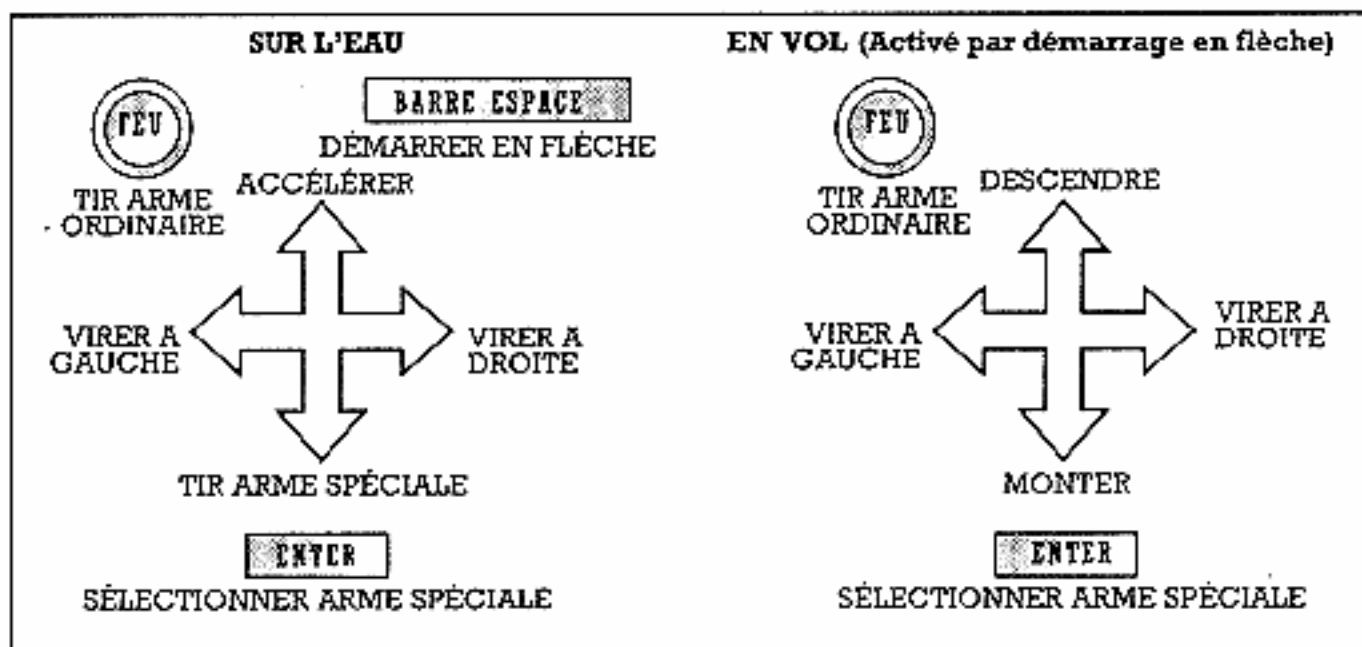 SUR L'EAU
FEU
BARRE ESPACE
DÉMARRER EN FLÈCHE
TIR ARME
ORDINAIRE
ACCÉLÉRER
VIRER A
GAUCHE
VIRER A
DROITE
TIR ARME SPÉCIALE
ENTER
SÉLECTIONNER ARME SPÉCIALE
EN VOL (Activé par démarrage en flèche)
FEU
TIR ARME
ORDINAIRE
DESCENDRE
VIRER A
GAUCHE
VIRER A
DROITE
MONTER
ENTER
SÉLECTIONNER ARME SPÉCIALE